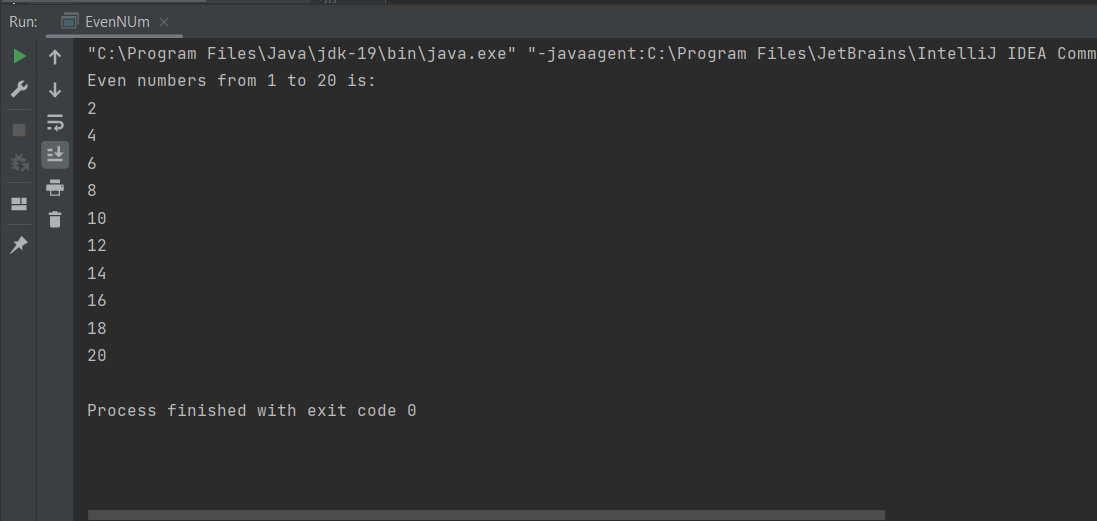 Run: EvenNUm
"C:\Program Files\Java\jdk-19\bin\java.exe" "-javaagent:C:\Program Files\JetBrains\IntelliJ IDEA Comm
Even numbers from 1 to 20 is:
2
4
6
8
10
12
14
16
18
20
Process finished with exit code 0